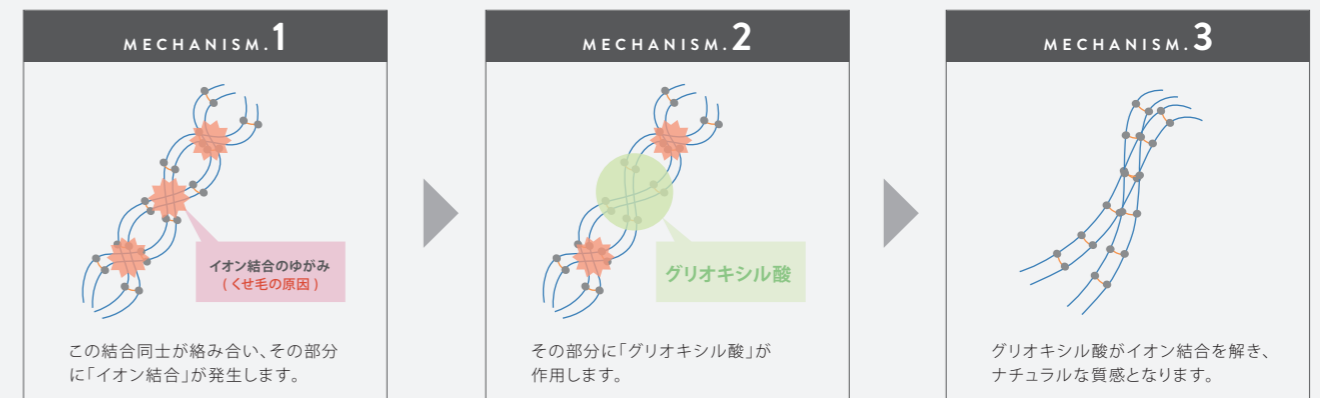 MECHANISM.1
イオン結合のゆがみ
(くせ毛の原因)
この結合同士が絡み合い、その部分
に「イオン結合」が発生します。
MECHANISM.2
グリオキシル酸
その部分に「グリオキシル酸」が
作用します。
MECHANISM.3
グリオキシル酸がイオン結合を解き、
ナチュラルな質感となります。